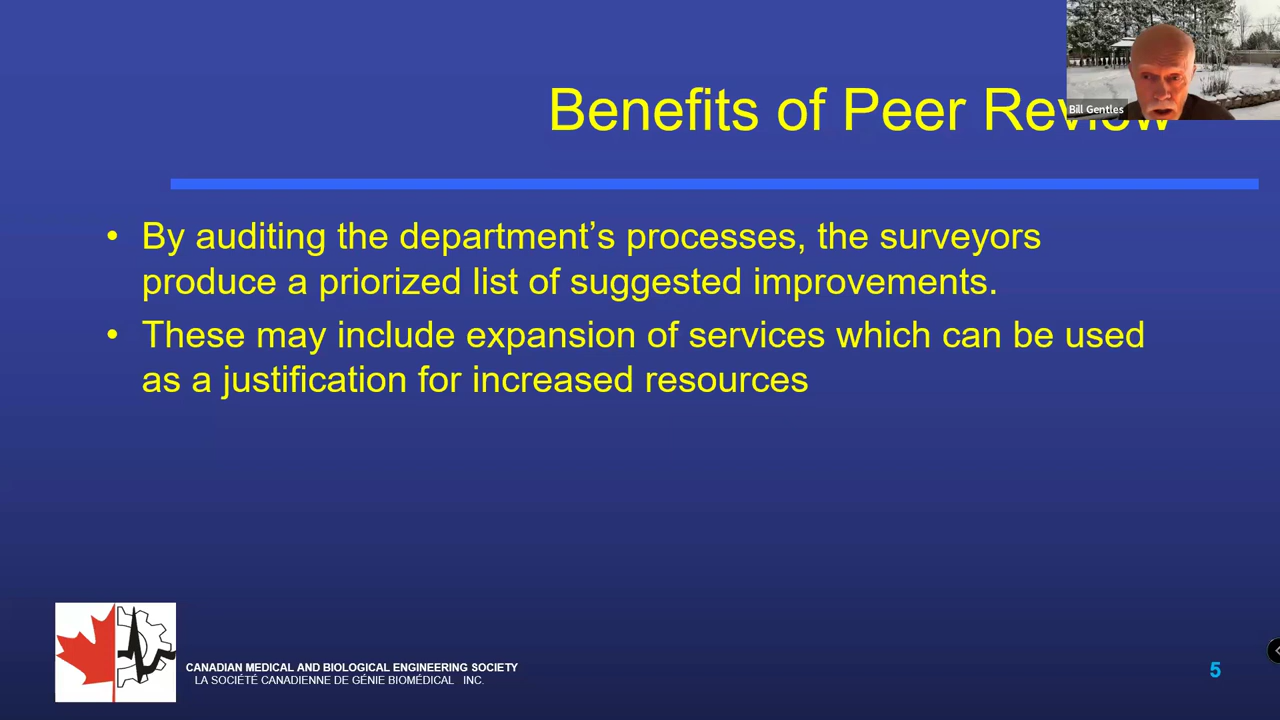 Benefits of Peer Review
Bill Gentles
• By auditing the department’s processes, the surveyors
produce a priorized list of suggested improvements.
• These may include expansion of services which can be used
as a justification for increased resources
CANADIAN MEDICAL AND BIOLOGICAL ENGINEERING SOCIETY
LA SOCIÉTÉ CANADIENNE DE GÉNIE BIOMÉDICAL INC.
5